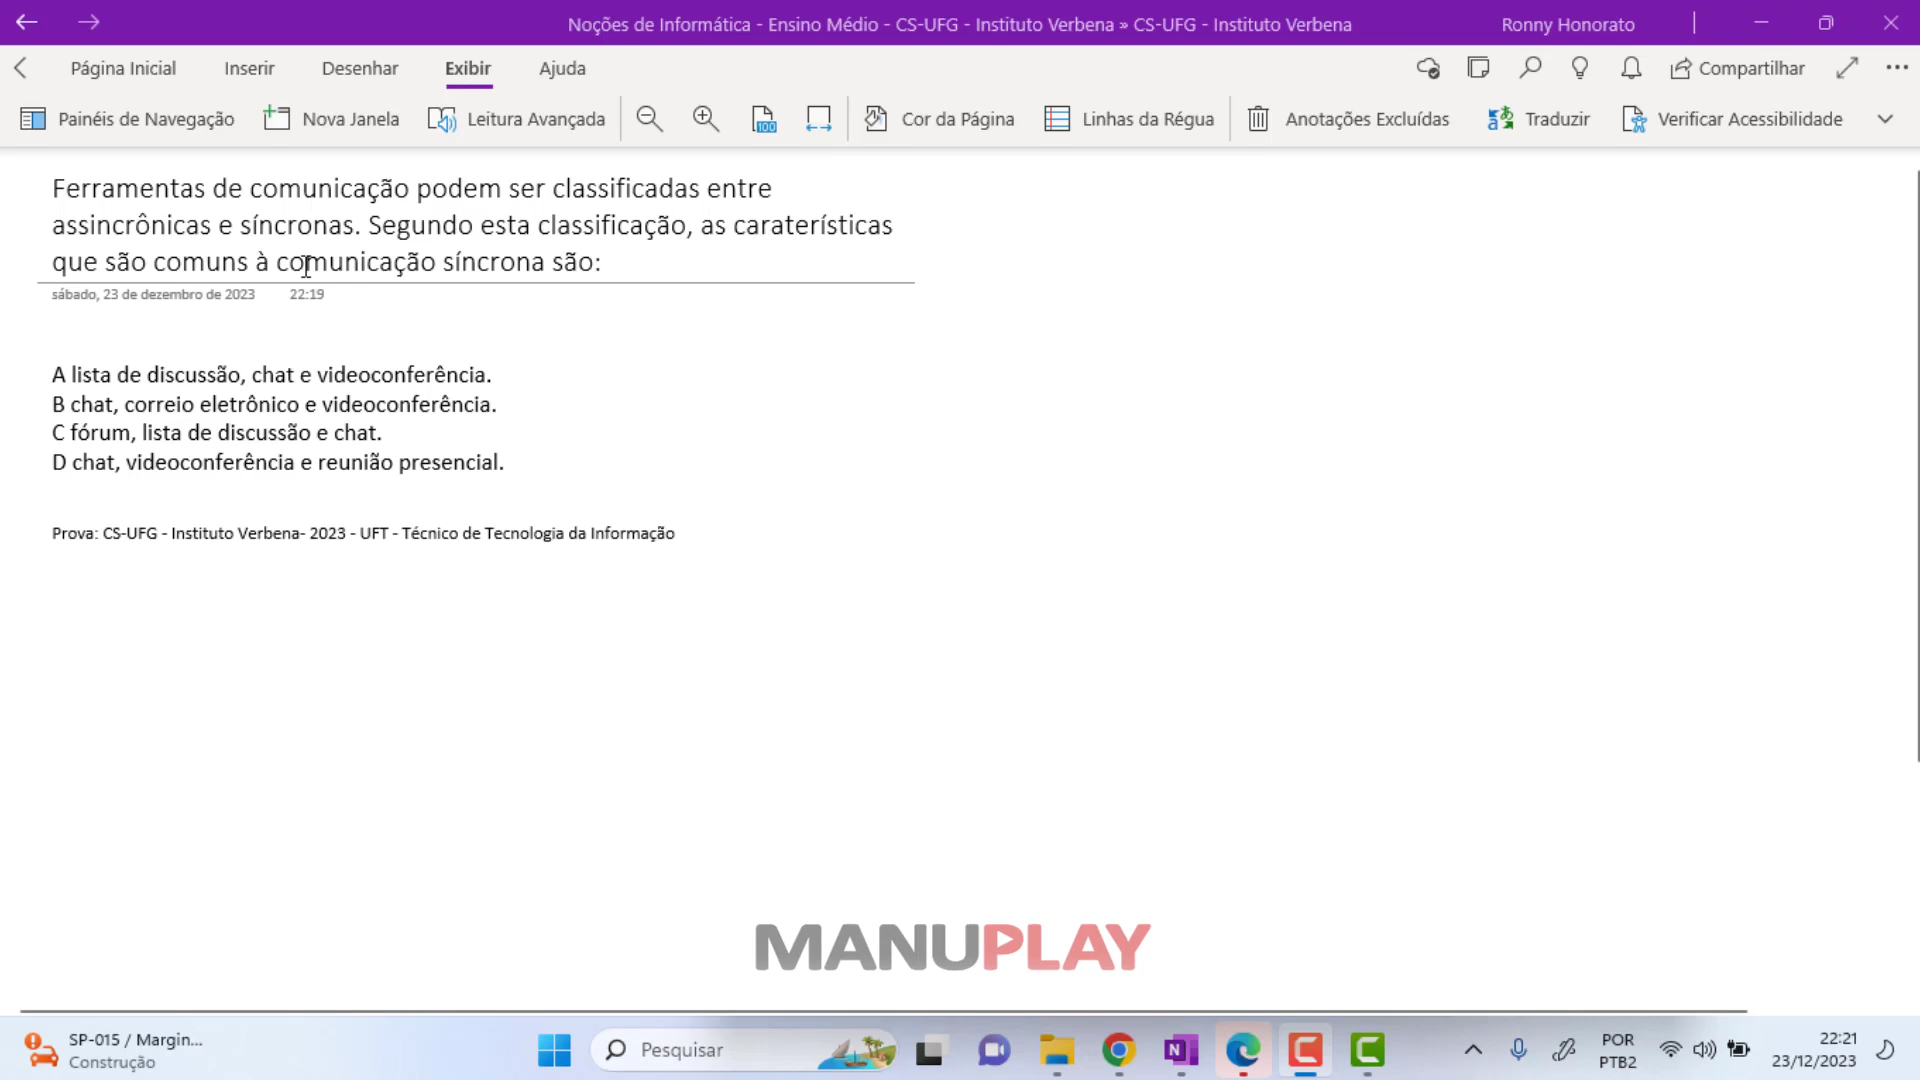 Noções de Informática - Ensino Médio - CS-UFG - Instituto Verbena » CS-UFG - Instituto Verbena
Ronny Honorato
Página Inicial
Inserir
Desenhar
Exibir
Ajuda
Compartilhar
Painéis de Navegação
Nova Janela
Leitura Avançada
100
Cor da Página
Linhas da Régua
Anotações Excluídas
Traduzir
Verificar Acessibilidade
Ferramentas de comunicação podem ser classificadas entre
assincrônicas e síncronas. Segundo esta classificação, as caraterísticas
que são comuns à comunicação síncrona são:
sábado, 23 de dezembro de 2023 22:19
A lista de discussão, chat e videoconferência.
B chat, correio eletrônico e videoconferência.
C fórum, lista de discussão e chat.
D chat, videoconferência e reunião presencial.
Prova: CS-UFG - Instituto Verbena- 2023 - UFT - Técnico de Tecnologia da Informação
MANUPLAY
SP-015 / Margin...
Construção
Pesquisar
POR
PTB2
22:21
23/12/2023